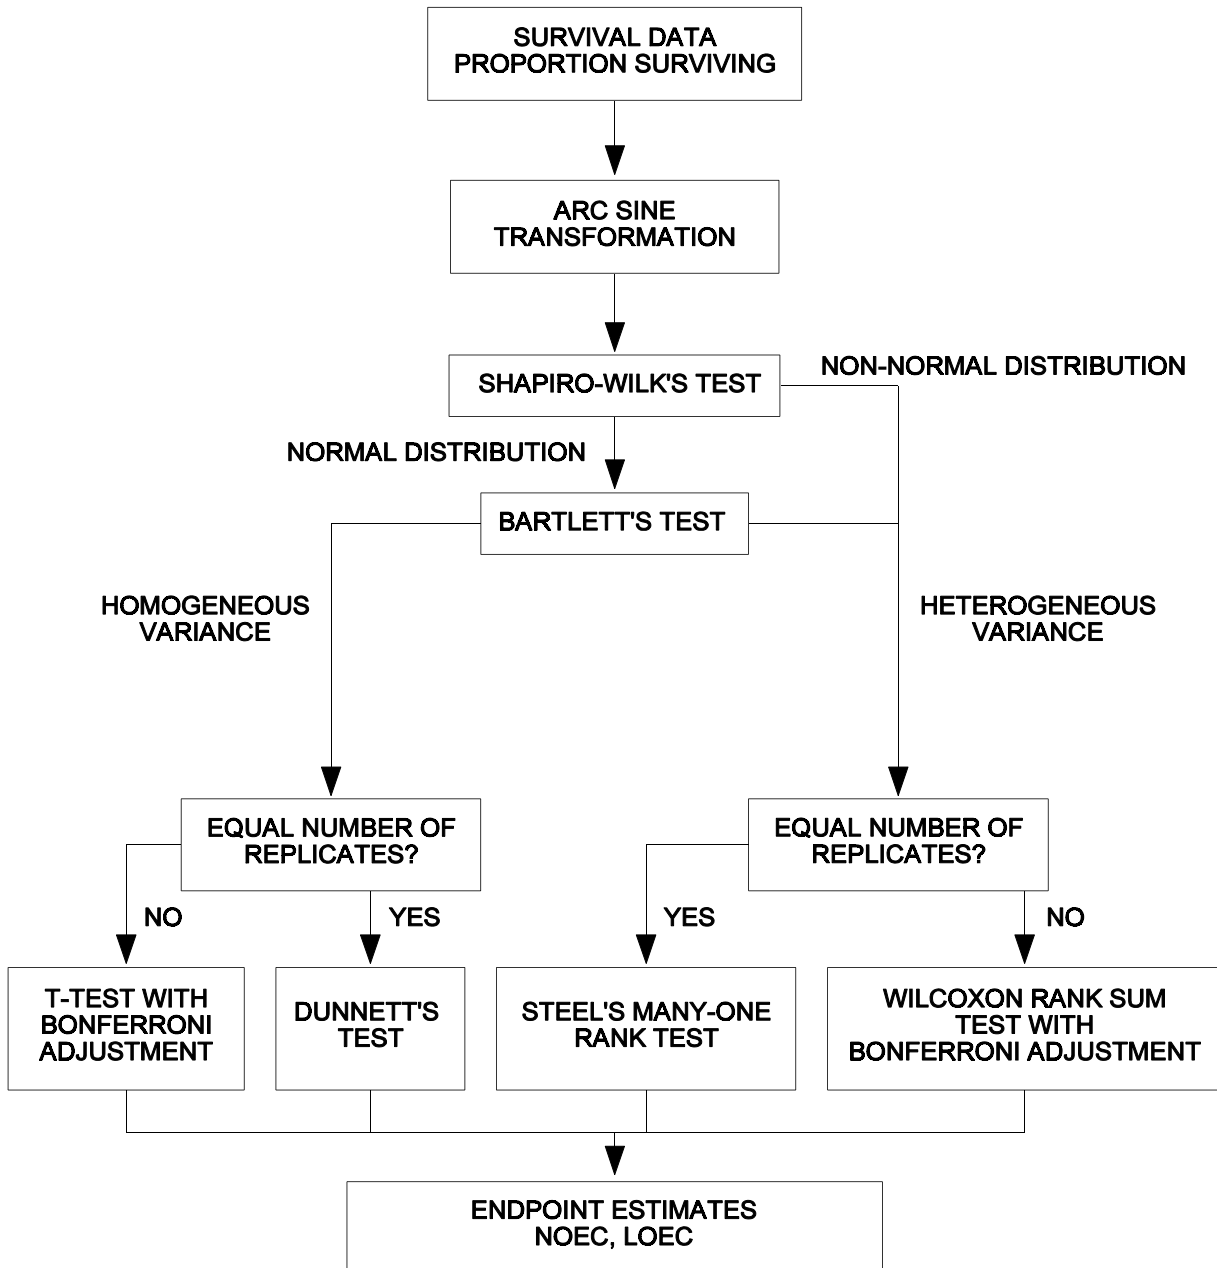 SURVIVAL DATA
PROPORTION SURVIVING
ARC SINE
TRANSFORMATION
NON-NORMAL DISTRIBUTION
SHAPIRO-WILK'S TEST
NORMAL DISTRIBUTION
BARTLETT'S TEST
HOMOGENEOUS
VARIANCE
HETEROGENEOUS
VARIANCE
EQUAL NUMBER OF
REPLICATES?
EQUAL NUMBER OF
REPLICATES?
NO
YES
YES
NO
T-TEST WITH
BONFERRONI
ADJUSTMENT
DUNNETT'S
TEST
STEEL'S MANY-ONE
RANK TEST
WILCOXON RANK SUM
TEST WITH
BONFERRONI ADJUSTMENT
ENDPOINT ESTIMATES
NOEC, LOEC